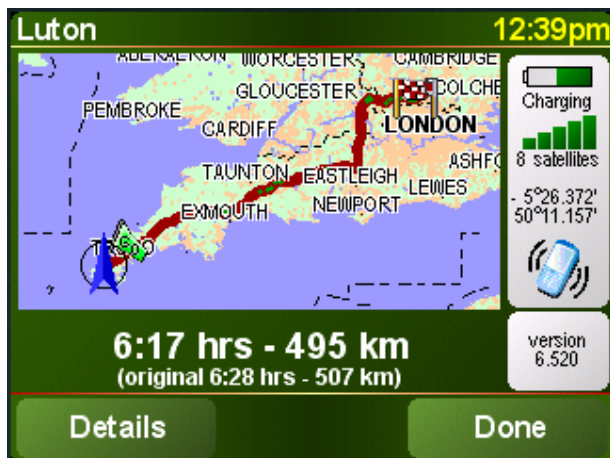 Luton 12:39pm
ABERAERON WORCESTER CAMBRIDGE
GLOUCESTER COLCHE
PEMBROKE
CARDIFF LONDON
TAUNTON EASTLEIGH ASHFO
LEWES
EXMOUTH NEWPORT
Charging
8 satellites
- 5°26.372'
50°11.157'
6:17 hrs - 495 km
(original 6:28 hrs - 507 km)
version
6.520
Details Done